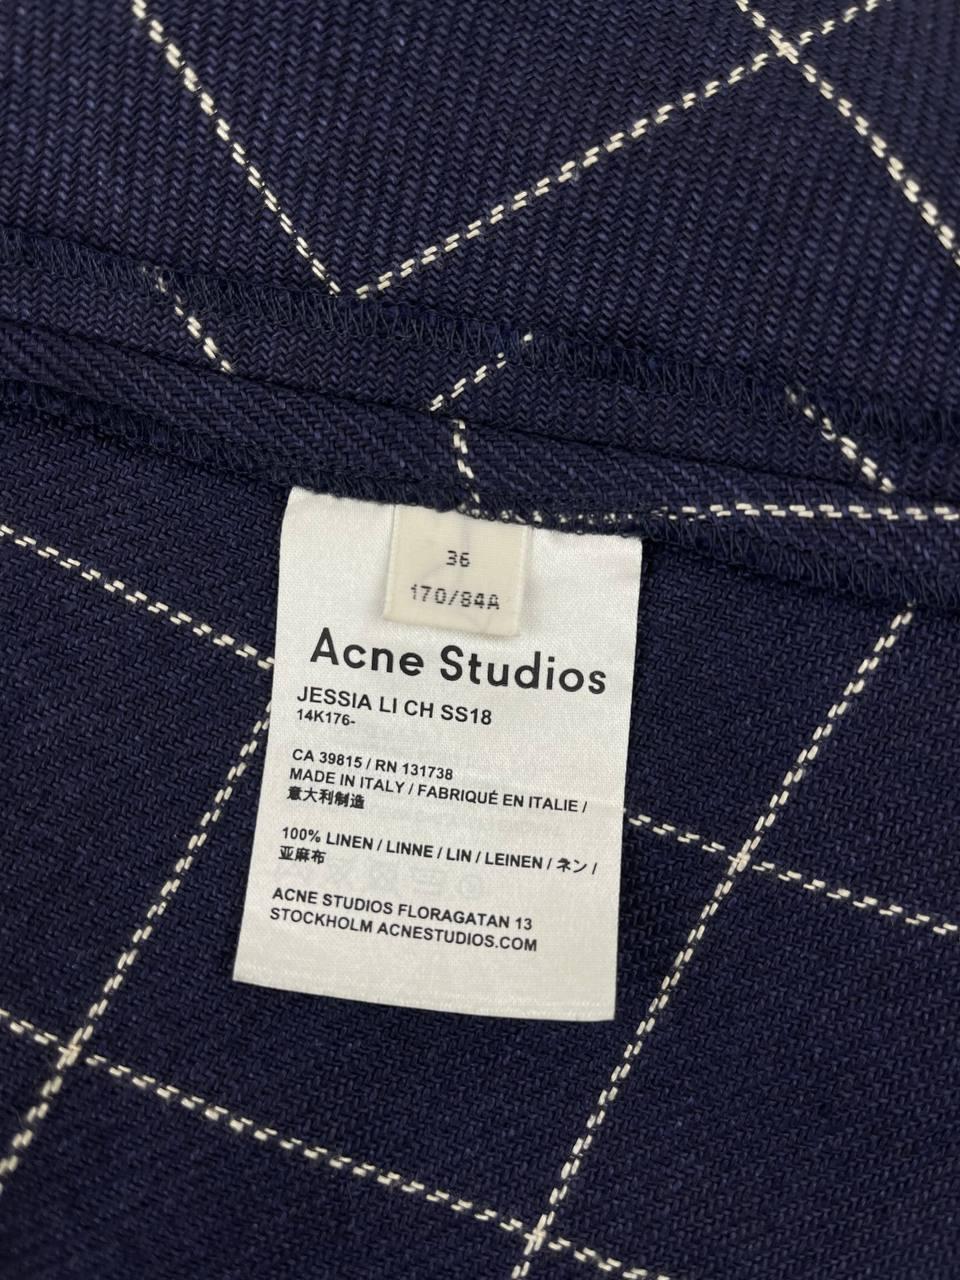 36
170/84A
Acne Studios
JESSIA LI CH SS18
14K176-
CA 39815 / RN 131738
MADE IN ITALY / FABRIQUÉ EN ITALIE /
意大利制造
100% LINEN / LINNE / LIN / LEINEN / ネン /
亚麻布
ACNE STUDIOS FLORAGATAN 13
STOCKHOLM ACNESTUDIOS.COM